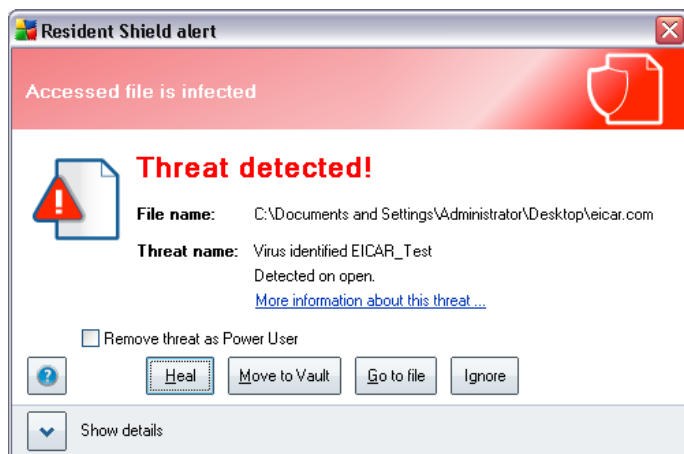 Resident Shield alert
Accessed file is infected
Threat detected!
File name: C:\Documents and Settings\Administrator\Desktop\eicar.com
Threat name: Virus identified EICAR_Test
Detected on open.
More information about this threat ...
Remove threat as Power User
? Heal Move to Vault Go to file Ignore
Show details